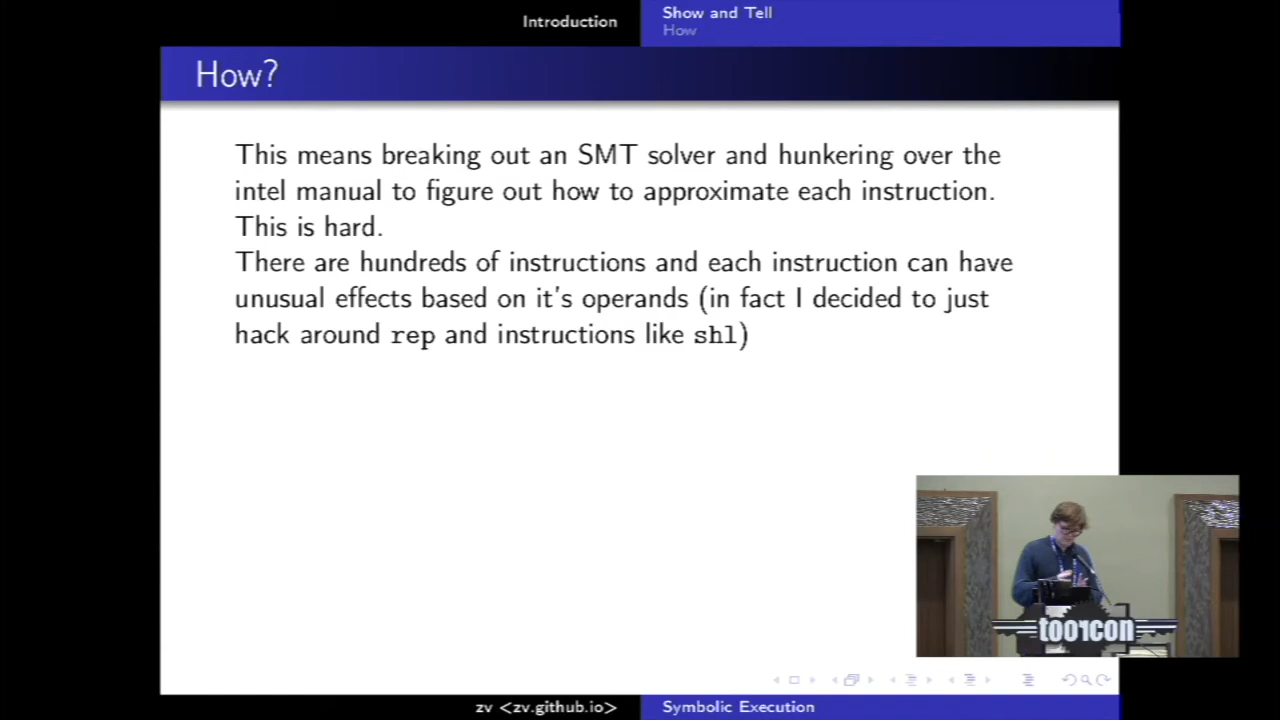 Introduction
Show and Tell
How
How?
This means breaking out an SMT solver and hunkering over the
intel manual to figure out how to approximate each instruction.
This is hard.
There are hundreds of instructions and each instruction can have
unusual effects based on it's operands (in fact I decided to just
hack around rep and instructions like shl)
toorcon
zv <zv.github.io>
Symbolic Execution